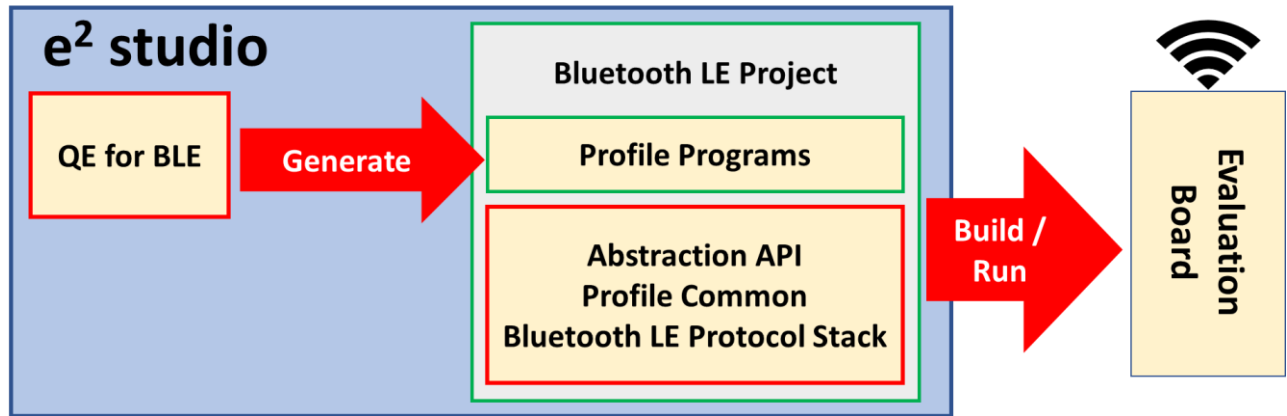 e² studio
QE for BLE
Generate
Bluetooth LE Project
Profile Programs
Abstraction API
Profile Common
Bluetooth LE Protocol Stack
Build /
Run
Evaluation
Board